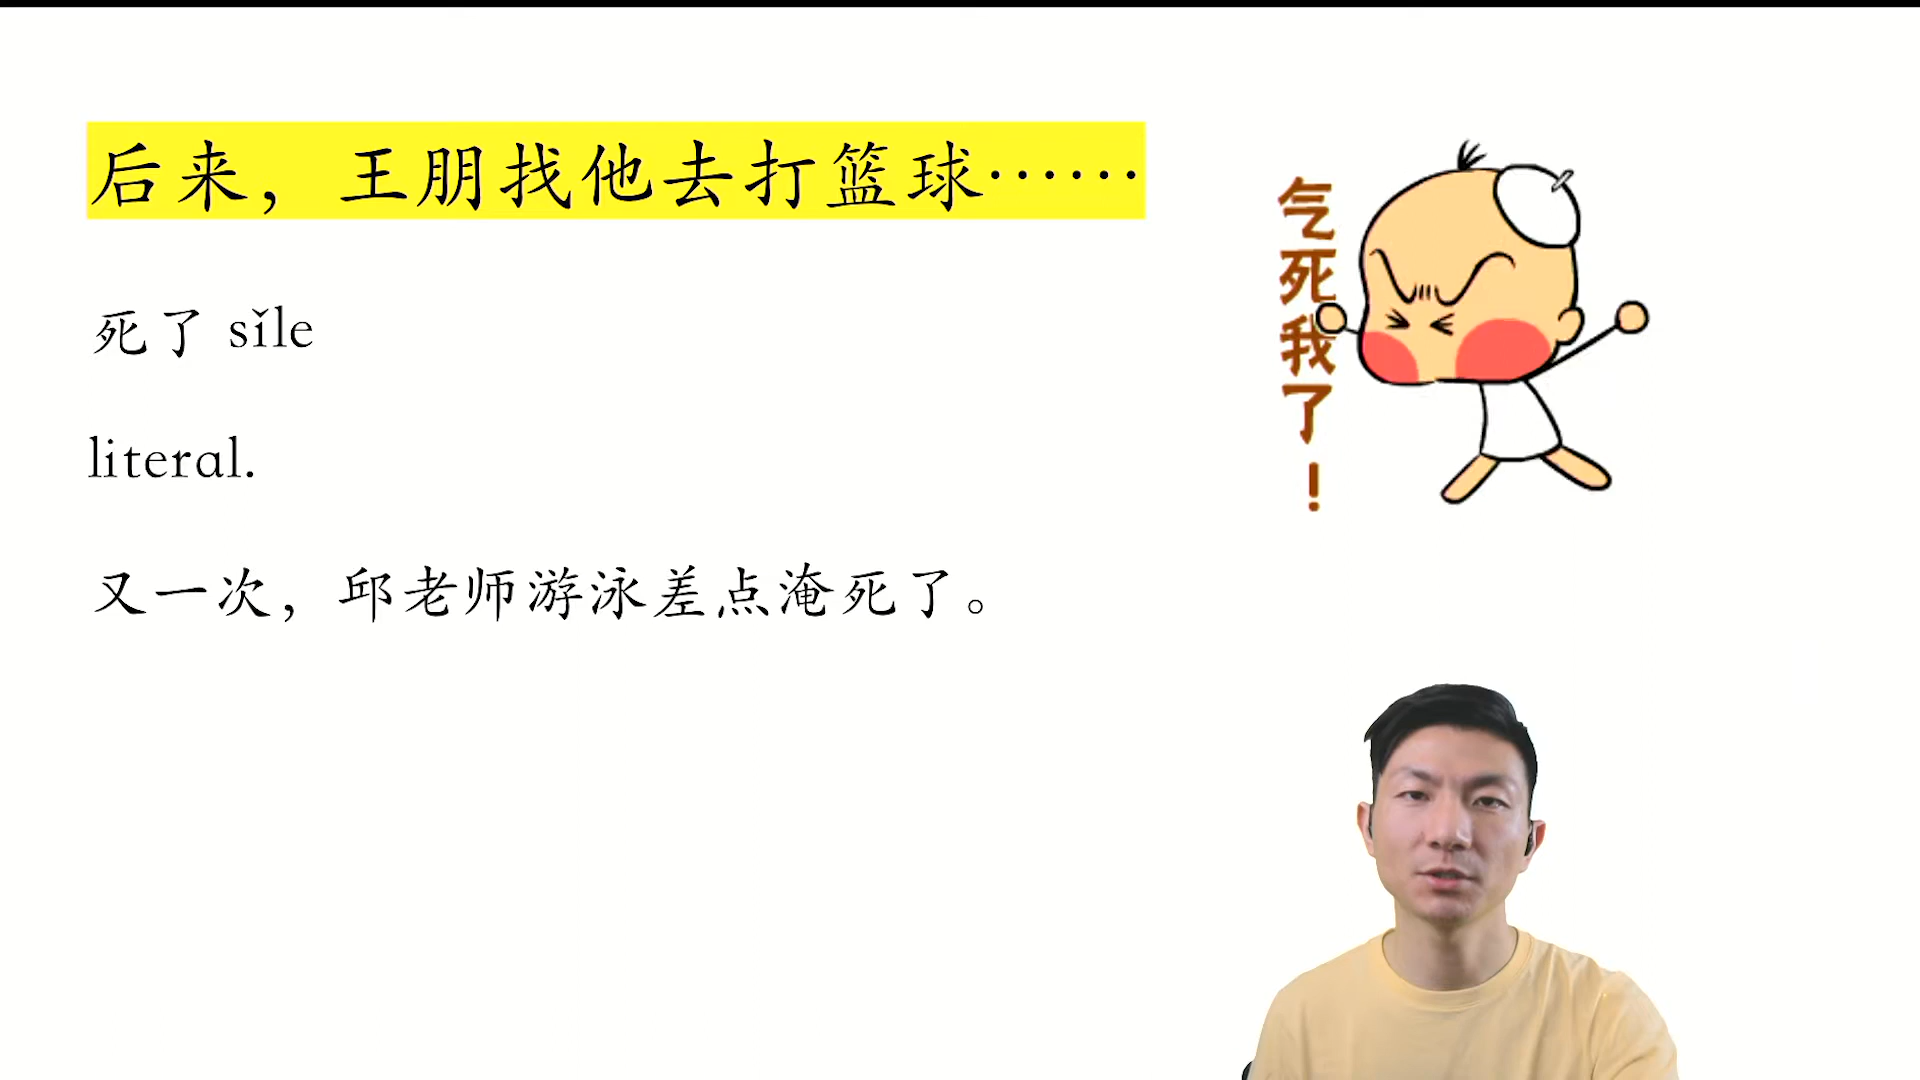 后来，王朋找他去打篮球……
死了 sǐle
literal.
又一次，邱老师游泳差点淹死了。
气死我了！